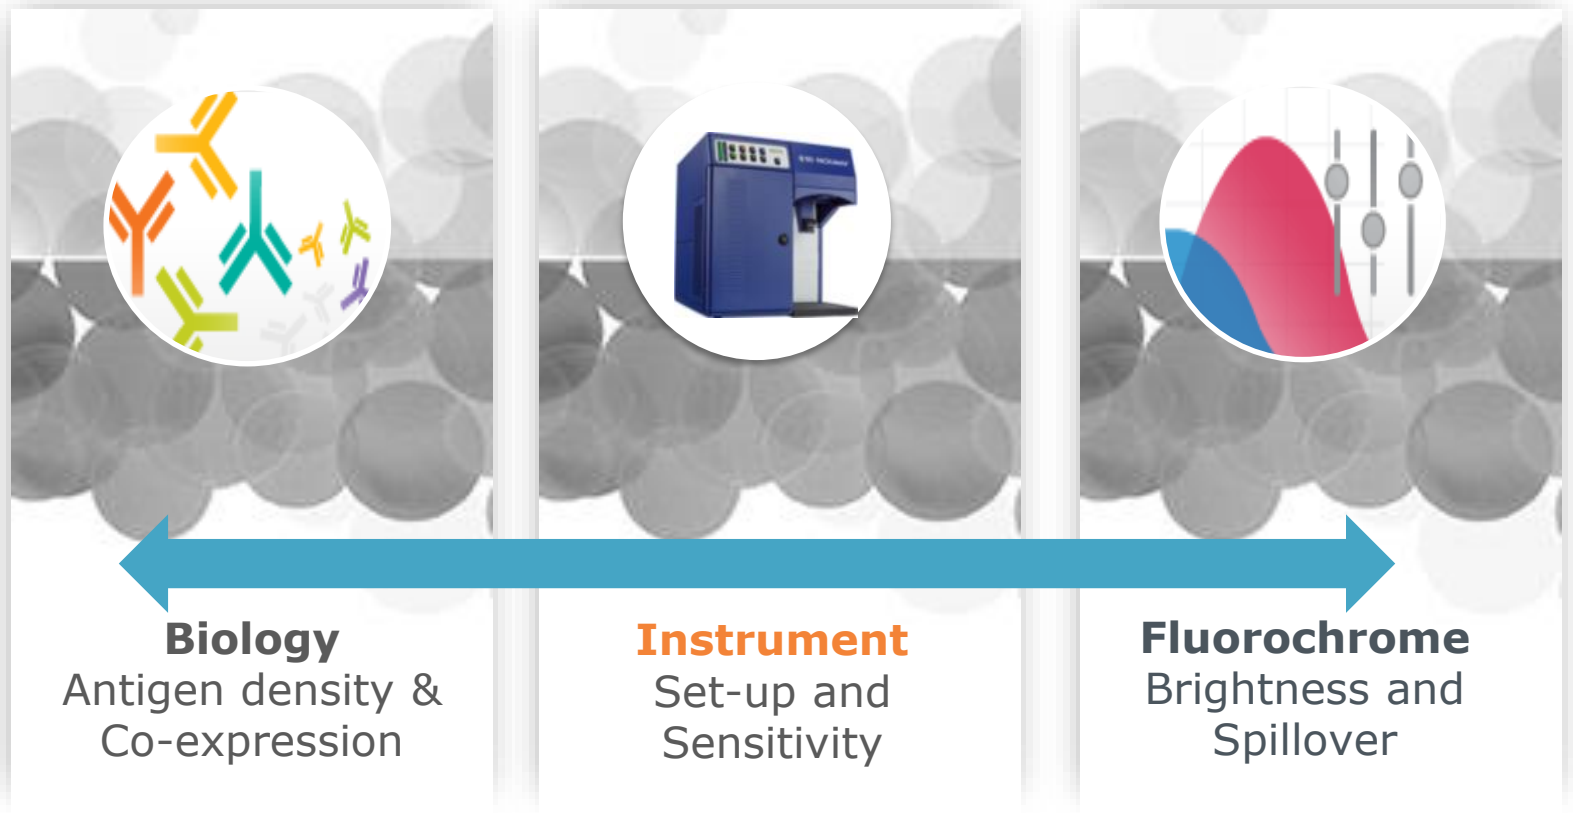 Biology
Antigen density &
Co-expression
Instrument
Set-up and
Sensitivity
Fluorochrome
Brightness and
Spillover